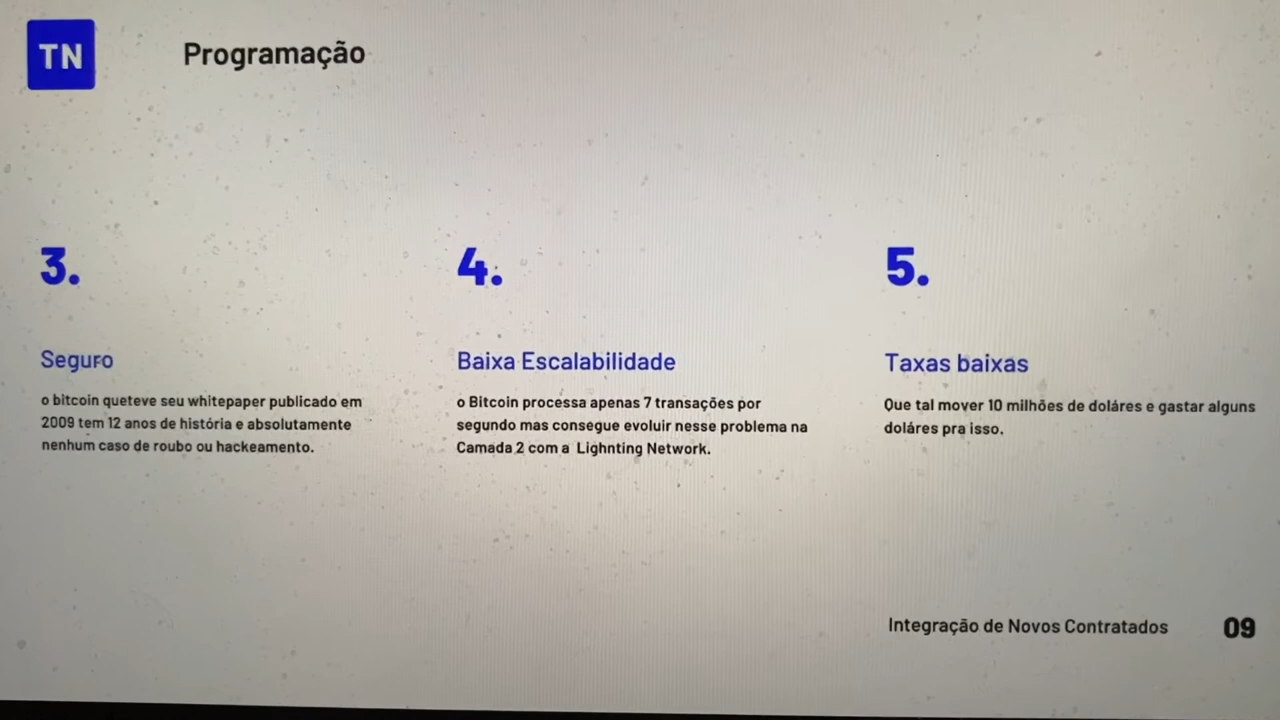 TN
Programação
3.
Seguro
o bitcoin queteve seu whitepaper publicado em
2009 tem 12 anos de história e absolutamente
nenhum caso de roubo ou hackeamento.
4.
Baixa Escalabilidade
o Bitcoin processa apenas 7 transações por
segundo mas consegue evoluir nesse problema na
Camada 2 com a Lighnting Network.
5.
Taxas baixas
Que tal mover 10 milhões de doláres e gastar alguns
doláres pra isso.
Integração de Novos Contratados
09